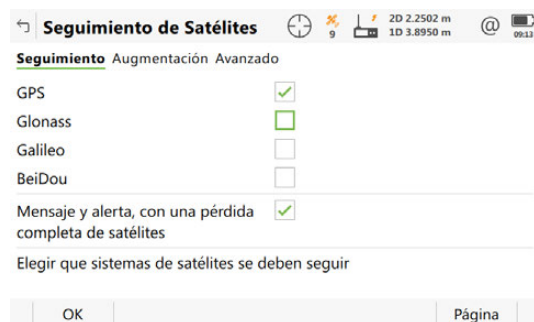 Seguimiento de Satélites
9
2D 2.2502 m
1D 3.8950 m
@
09:13
Seguimiento Augmentación Avanzado
GPS
Glonass
Galileo
BeiDou
Mensaje y alerta, con una pérdida
completa de satélites
Elegir que sistemas de satélites se deben seguir
OK
Página